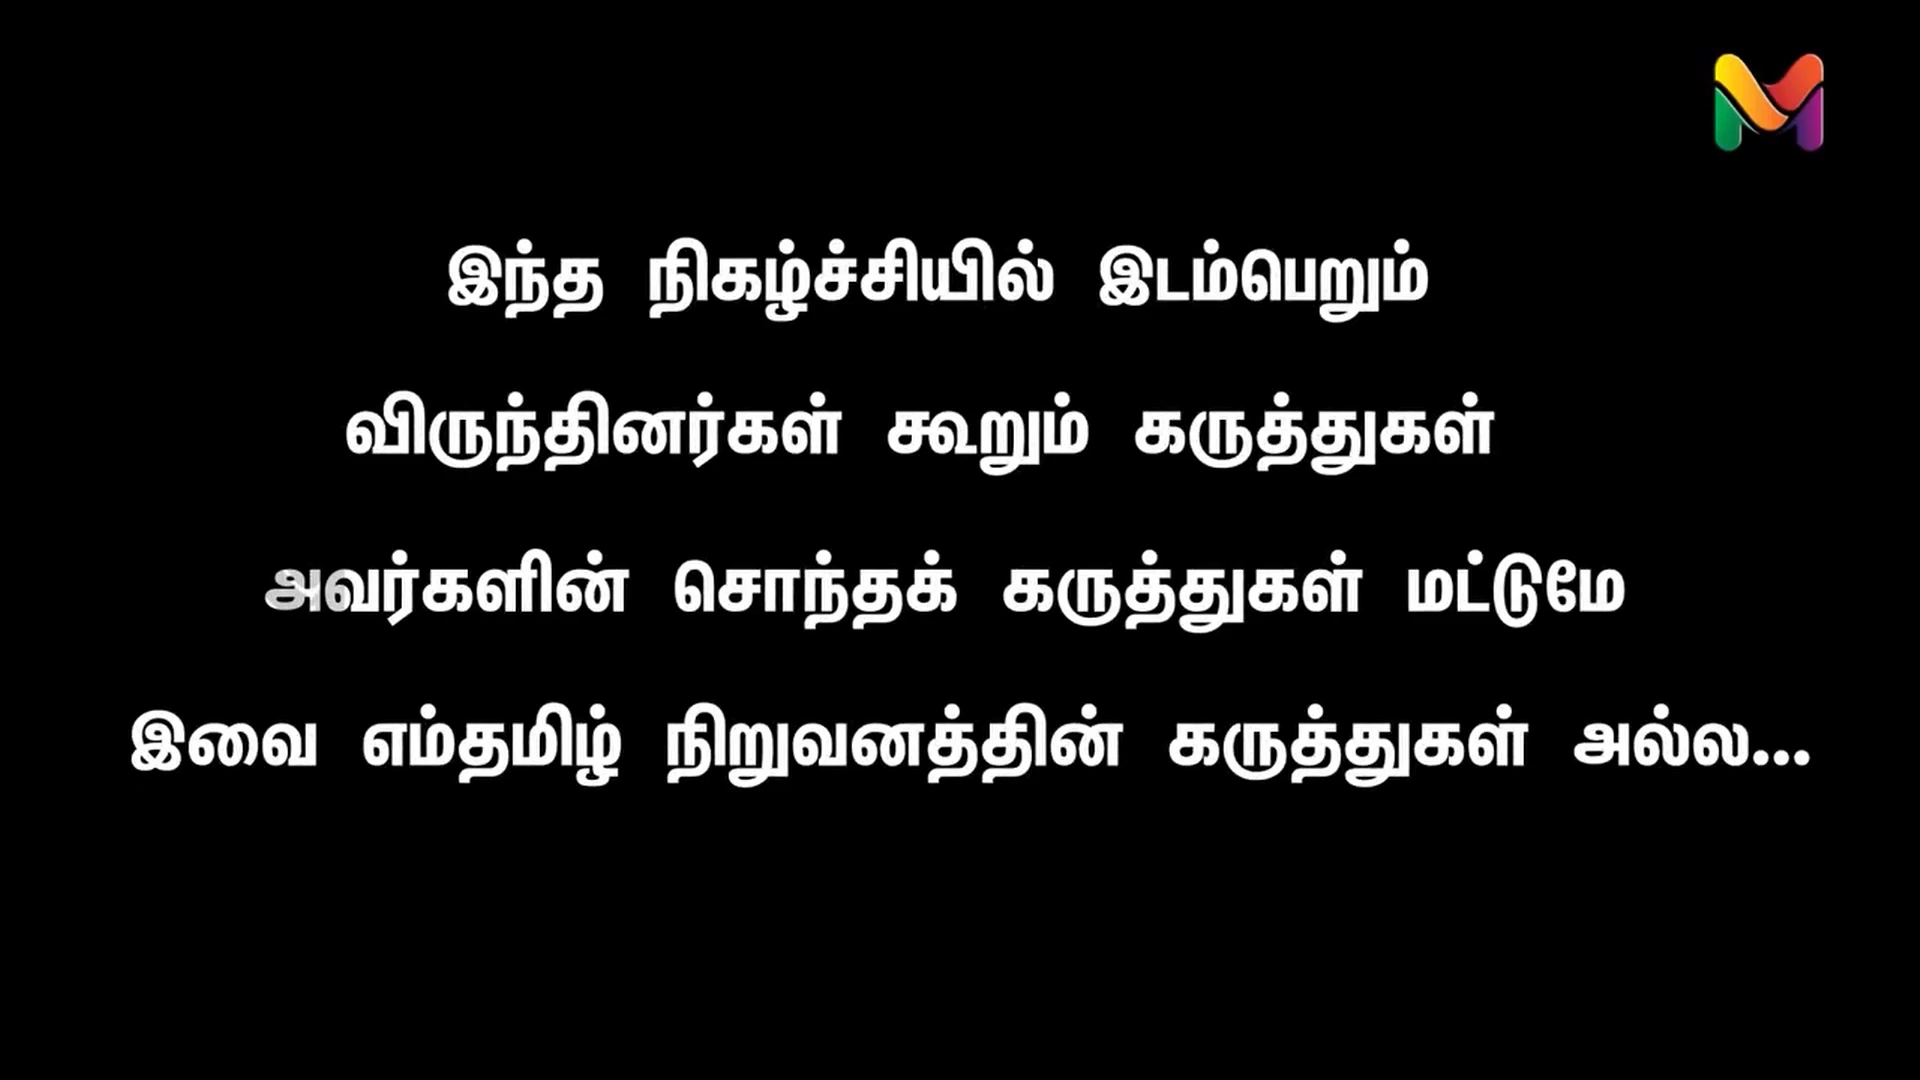 இந்த நிகழ்ச்சியில் இடம்பெறும்
விருந்தினர்கள் கூறும் கருத்துகள்
அவர்களின் சொந்தக் கருத்துகள் மட்டுமே
இவை எம்தமிழ் நிறுவனத்தின் கருத்துகள் அல்ல...